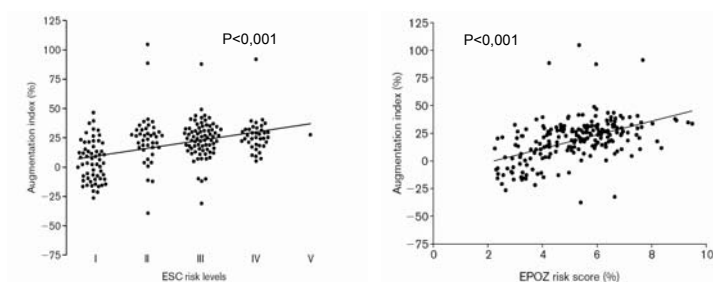 P<0,001
Augmentation index (%)
125
100
75
50
25
0
−25
−50
−75
I II III IV V
ESC risk levels
P<0,001
Augmentation index (%)
125
100
75
50
25
0
−25
−50
−75
0 2 4 6 8 10
EPOZ risk score (%)